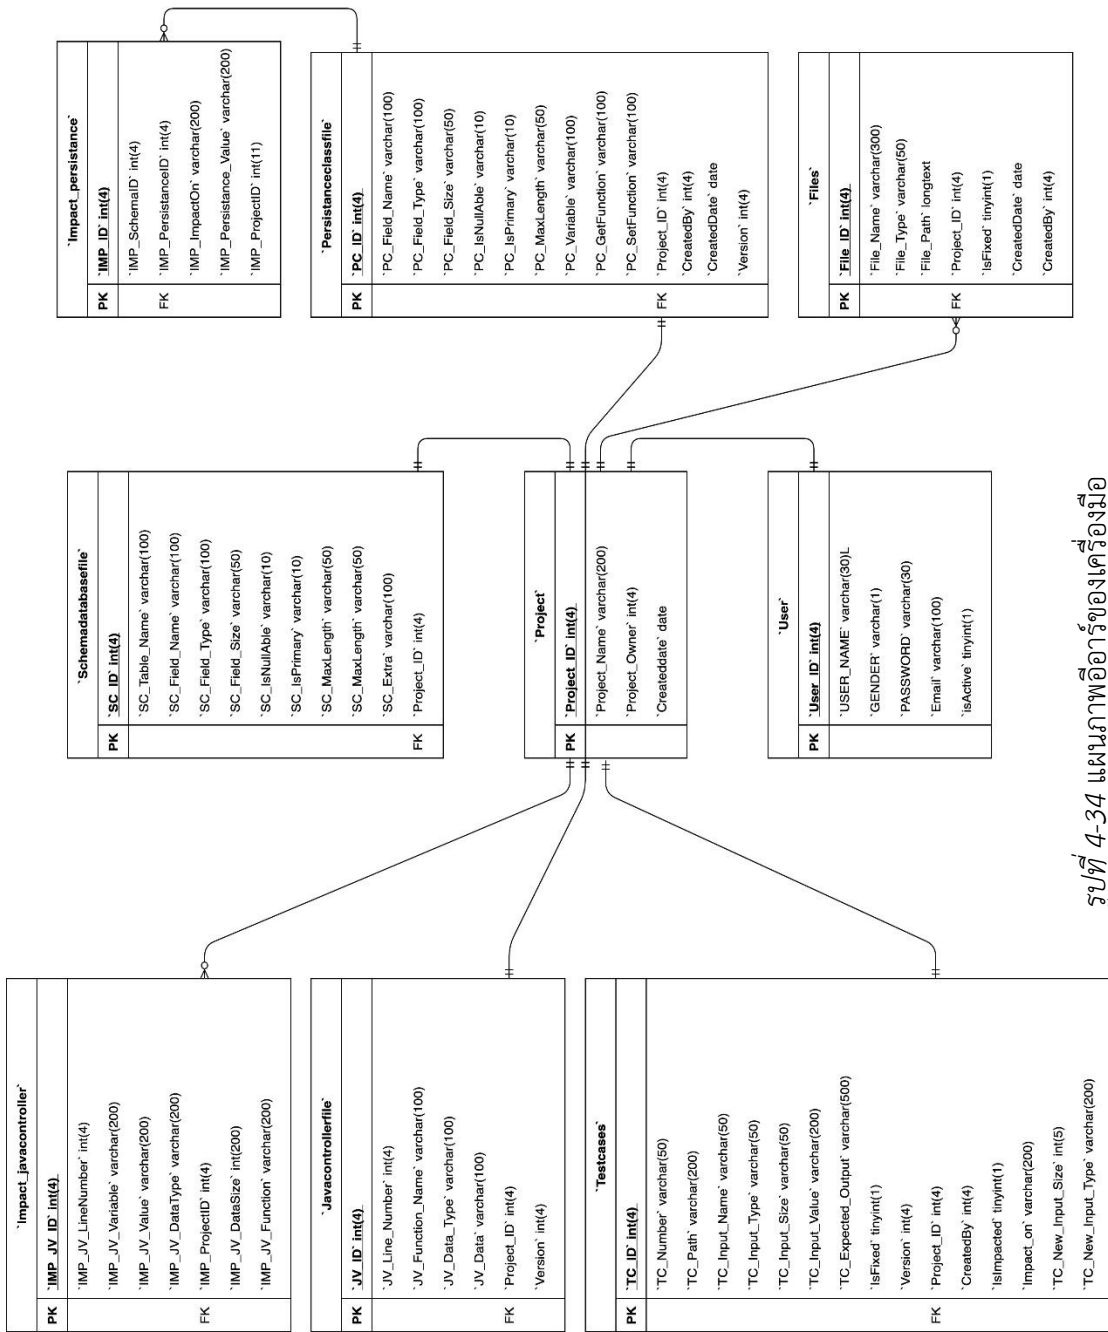 `Impact_javacontroller`
PK `IMP_JV_ID` int(4)
`IMP_JV_LineNumber` int(4)
`IMP_JV_Variable` varchar(200)
`IMP_JV_Value` varchar(200)
`IMP_JV_DataType` varchar(200)
FK `IMP_ProjectID` int(4)
`IMP_JV_DataSize` int(200)
`IMP_JV_Function` varchar(200)
`Schemadatabasefile`
PK `SC_ID` int(4)
`SC_Table_Name` varchar(100)
`SC_Field_Name` varchar(100)
`SC_Field_Type` varchar(100)
`SC_Field_Size` varchar(50)
`SC_IsNullAble` varchar(10)
`SC_IsPrimary` varchar(10)
`SC_MaxLength` varchar(50)
`SC_MaxLength` varchar(50)
`SC_Extra` varchar(100)
FK `Project_ID` int(4)
`Impact_persistance`
PK `IMP_ID` int(4)
`IMP_SchemaID` int(4)
FK `IMP_PersistanceID` int(4)
`IMP_ImpactOn` varchar(200)
`IMP_Persistance_Value` varchar(200)
`IMP_ProjectID` int(11)
`Javacontrollerfile`
PK `JV_ID` int(4)
`JV_Line_Number` int(4)
`JV_Function_Name` varchar(100)
`JV_Data_Type` varchar(100)
`JV_Data` varchar(100)
FK `Project_ID` int(4)
`Version` int(4)
`Project`
PK `Project_ID` int(4)
`Project_Name` varchar(200)
`Project_Owner` int(4)
`Createddate` date
`Persistanceclassfile`
PK `PC_ID` int(4)
`PC_Field_Name` varchar(100)
`PC_Field_Type` varchar(100)
`PC_Field_Size` varchar(50)
`PC_IsNullAble` varchar(10)
`PC_IsPrimary` varchar(10)
`PC_MaxLength` varchar(50)
`PC_Variable` varchar(100)
`PC_GetFunction` varchar(100)
`PC_SetFunction` varchar(100)
FK `Project_ID` int(4)
`CreatedBy` int(4)
`CreatedDate` date
`Version` int(4)
`Testcases`
PK `TC_ID` int(4)
`TC_Number` varchar(50)
`TC_Path` varchar(200)
`TC_Input_Name` varchar(50)
`TC_Input_Type` varchar(50)
`TC_Input_Size` varchar(50)
`TC_Input_Value` varchar(200)
`TC_Expected_Output` varchar(500)
`IsFixed` tinyint(1)
`Version` int(4)
FK `Project_ID` int(4)
`CreatedBy` int(4)
`IsImpacted` tinyint(1)
`Impact_on` varchar(200)
`TC_New_Input_Size` int(5)
`TC_New_Input_Type` varchar(200)
`User`
PK `User_ID` int(4)
`USER_NAME` varchar(30)L
`GENDER` varchar(1)
`PASSWORD` varchar(30)
`Email` varchar(100)
`isActive` tinyint(1)
`Files`
PK `File_ID` int(4)
`File_Name` varchar(300)
`File_Type` varchar(50)
`File_Path` longtext
FK `Project_ID` int(4)
`IsFixed` tinyint(1)
`CreatedDate` date
`CreatedBy` int(4)
รูปที่ 4-34 แผนภาพอีอาร์ของเครื่องมือ